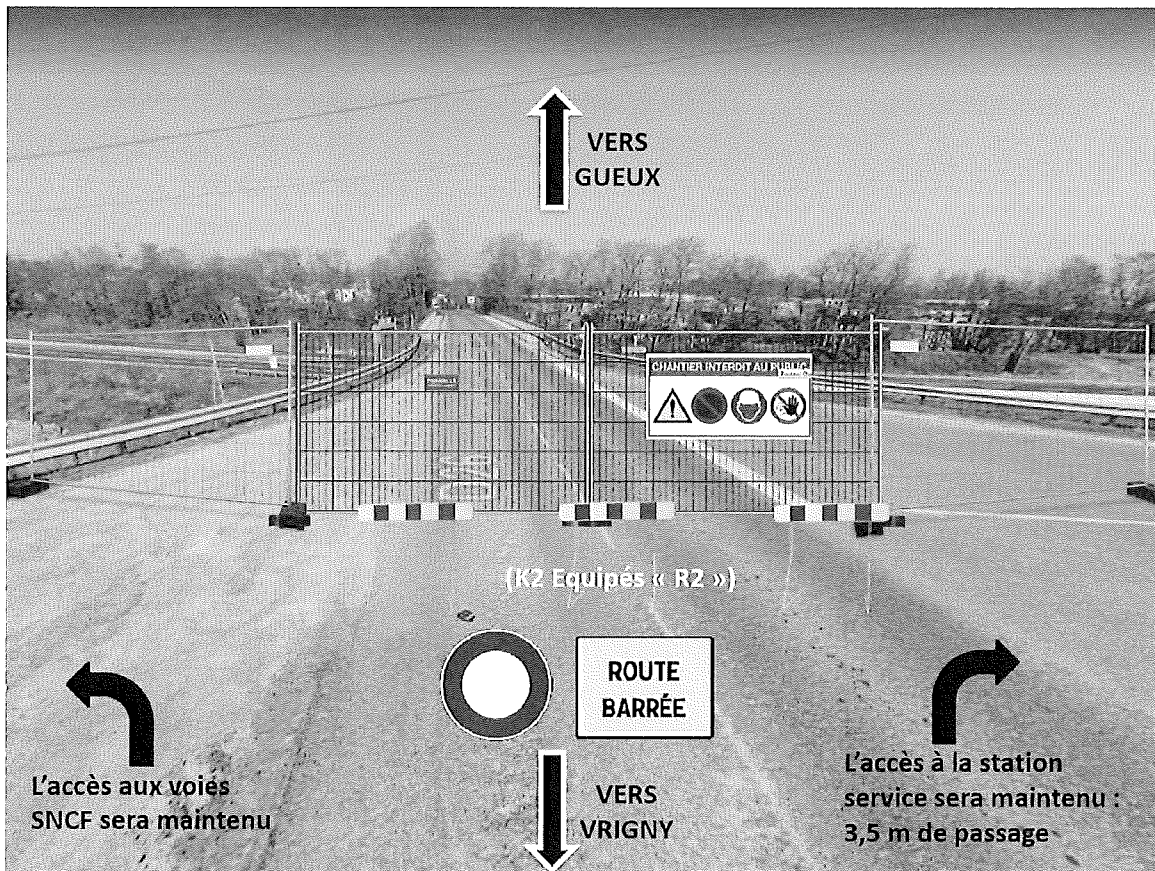 VERS
GUEUX
CHANTIER INTERDIT AU PUBLIC
(K2 Equipés « R2 »)
ROUTE
BARRÉE
L'accès aux voies
SNCF sera maintenu
VERS
VRIGNY
L'accès à la station
service sera maintenu :
3,5 m de passage